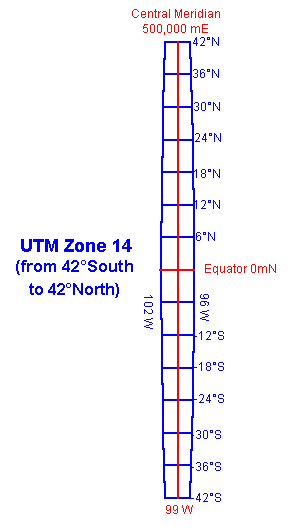 Central Meridian
500,000 mE
42°N
36°N
30°N
24°N
18°N
12°N
6°N
UTM Zone 14
(from 42°South
to 42°North)
Equator 0mN
102 W
96 W
-12°S
-18°S
-24°S
-30°S
-36°S
-42°S
99 W